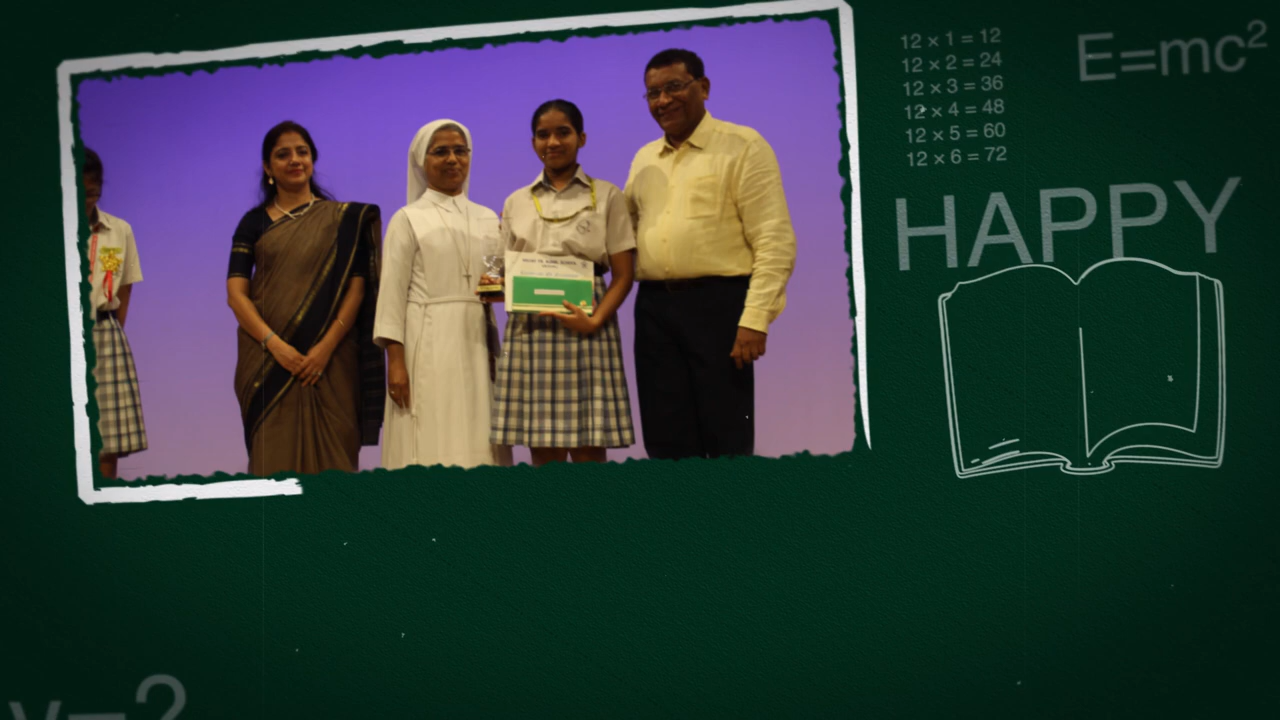 12 × 1 = 12
12 × 2 = 24
12 × 3 = 36
12 × 4 = 48
12 × 5 = 60
12 × 6 = 72
E=mc²
HAPPY